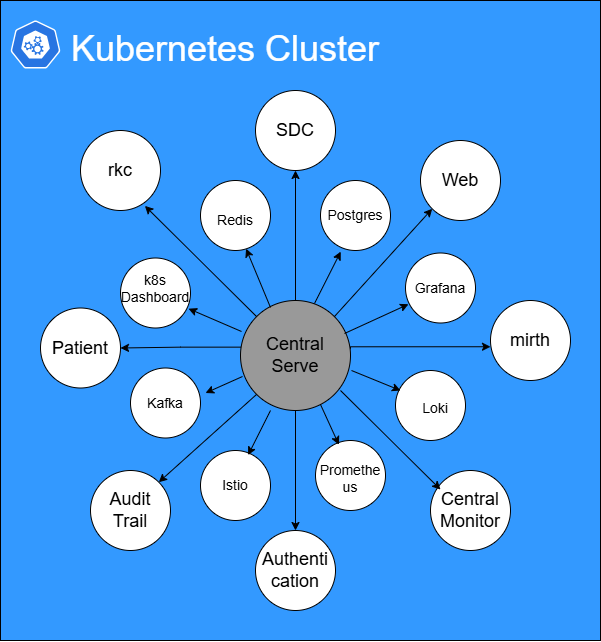 Kubernetes Cluster
SDC
rkc
Web
Redis
Postgres
k8s
Dashboard
Grafana
Central
Serve
Patient
mirth
Kafka
Loki
Audit
Trail
Istio
Promethe
us
Central
Monitor
Authenti
cation